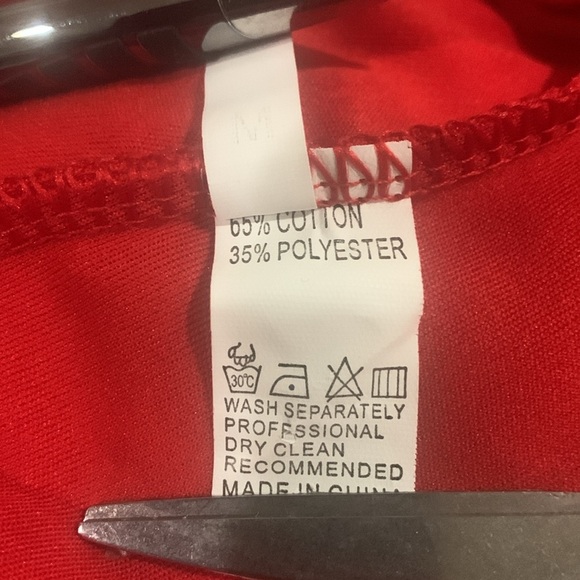 M
65% COTTON
35% POLYESTER
30°C
WASH SEPARATELY
PROFESSIONAL
DRY CLEAN
RECOMMENDED
MADE IN CHINA